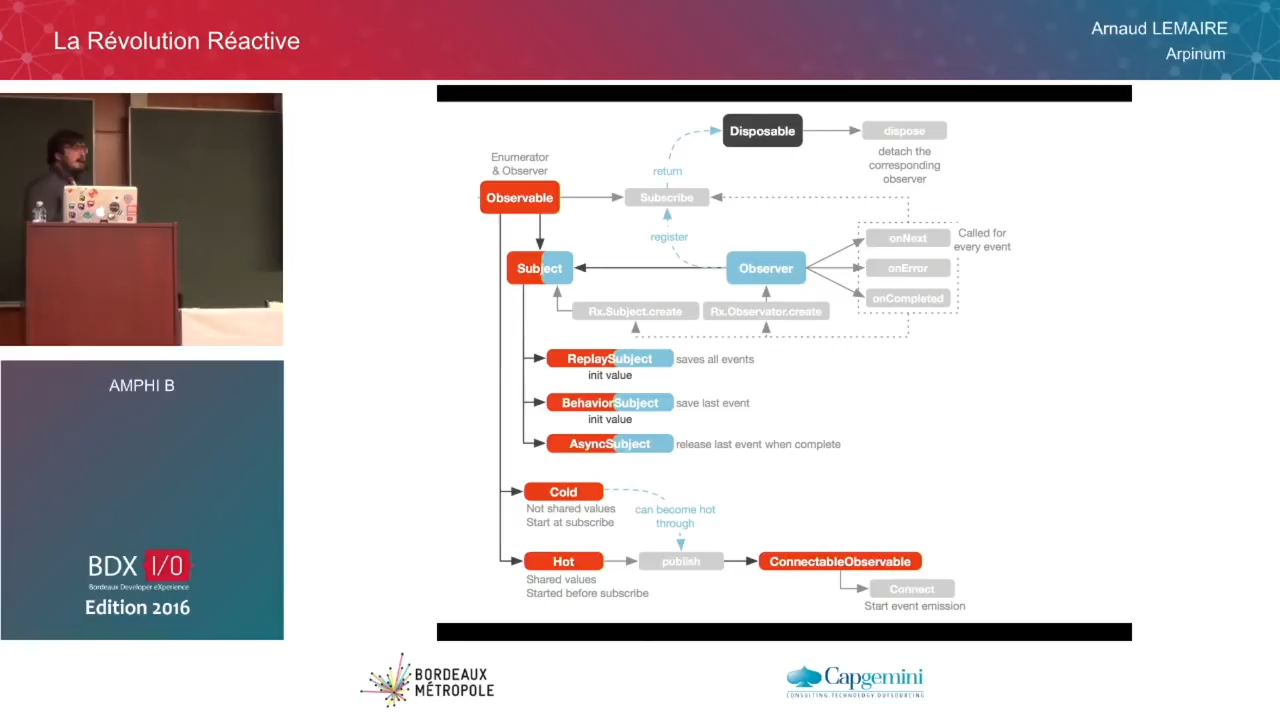 La Révolution Réactive
Arnaud LEMAIRE
Arpinum
Disposable
dispose
detach the
corresponding
observer
Enumerator
& Observer
return
Observable
Subscribe
register
onNext
Called for
every event
Subject
Observer
onError
onCompleted
Rx.Subject.create
Rx.Observator.create
ReplaySubject
saves all events
init value
BehaviorSubject
save last event
init value
AsyncSubject
release last event when complete
Cold
Not shared values
Start at subscribe
can become hot
through
Hot
publish
ConnectableObservable
Shared values
Started before subscribe
Connect
Start event emission
AMPHI B
BDX I/O
Bordeaux Developer eXperience
Edition 2016
BORDEAUX
MÉTROPOLE
Capgemini
CONSULTING.TECHNOLOGY.OUTSOURCING